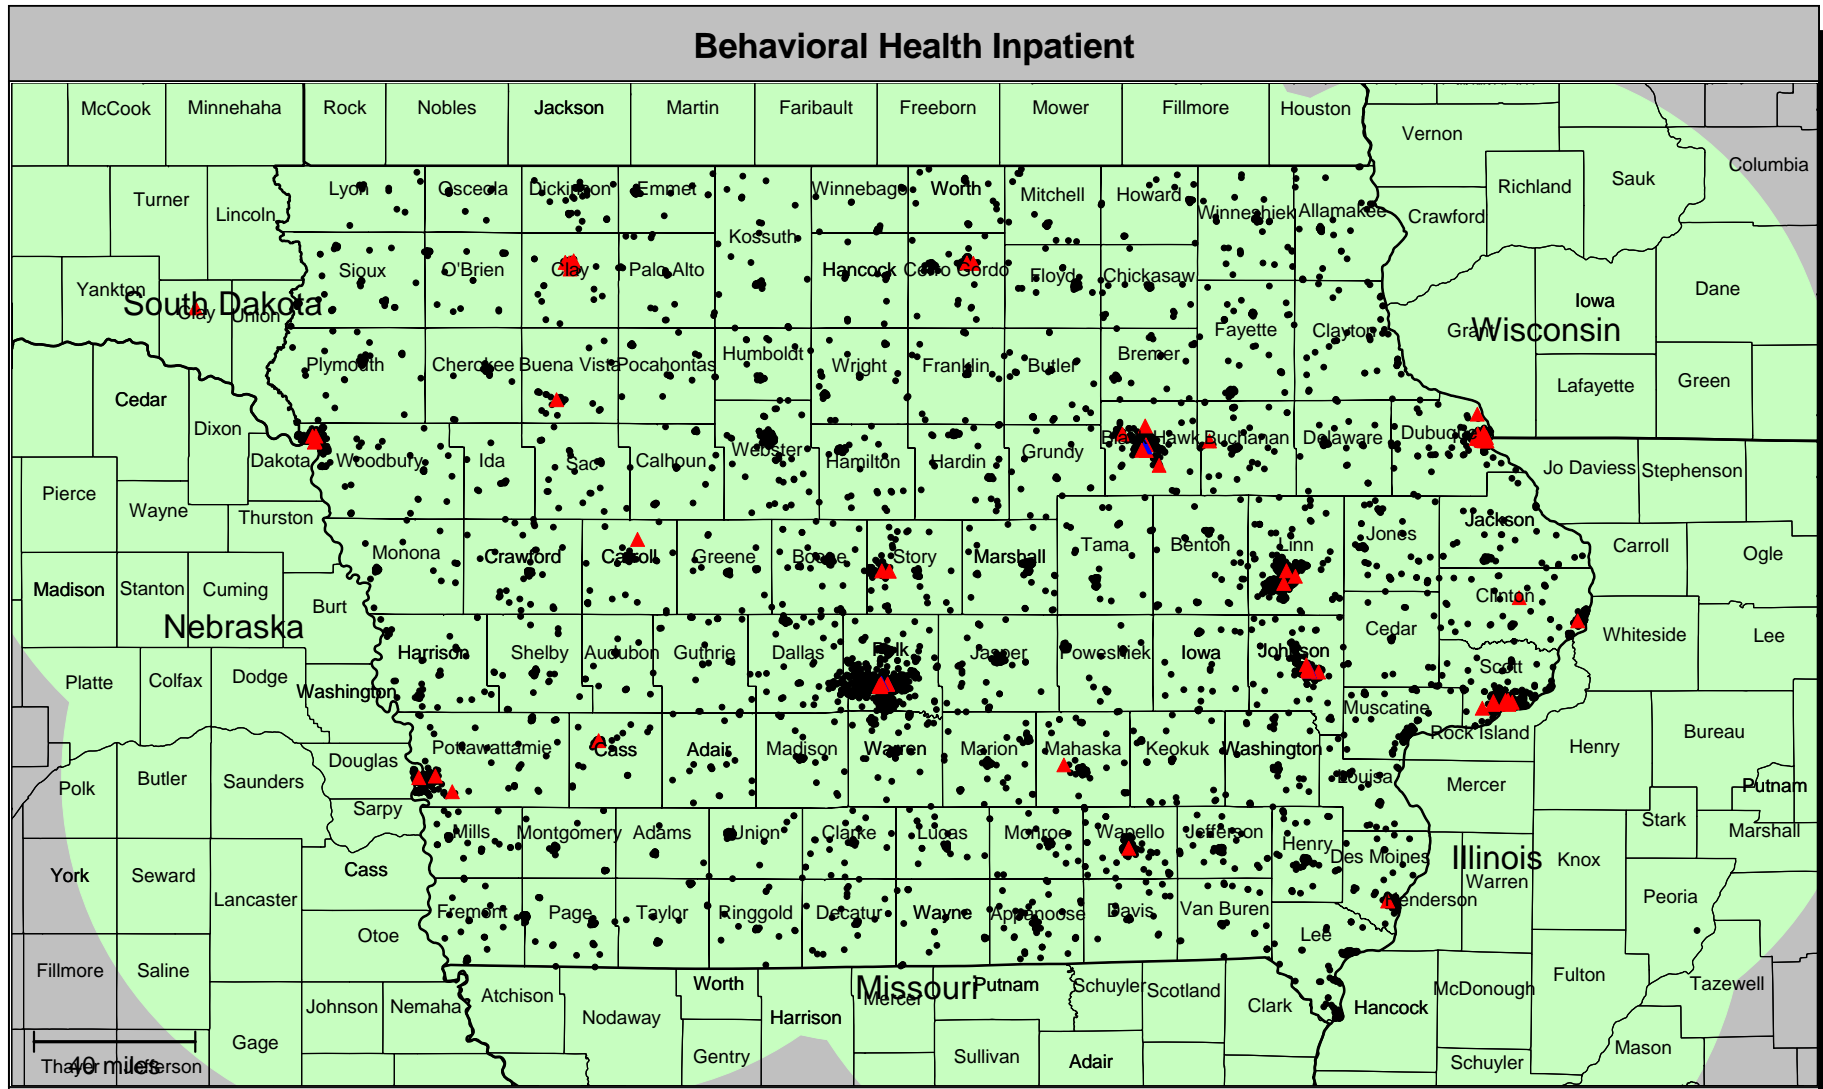 Behavioral Health Inpatient
McCook Minnehaha Rock Nobles Jackson Martin Faribault Freeborn Mower Fillmore Houston
Vernon
Columbia
Turner Lincoln Lyon Osceola Dickinson Emmet Winnebago Worth Mitchell Howard Winneshiek Allamakee Crawford Richland Sauk
Kossuth
Yankton Sioux O'Brien Clay Palo Alto Hancock Cerro Gordo Floyd Chickasaw Iowa Dane
South Dakota
Clay Union
Fayette Clayton Grant Wisconsin
Plymouth Cherokee Buena Vista Pocahontas Humboldt Wright Franklin Butler Bremer
Lafayette Green
Cedar
Dixon
Dakota Woodbury Ida Sac Calhoun Webster Hamilton Hardin Grundy Black Hawk Buchanan Delaware Dubuque
Jo Daviess Stephenson
Pierce
Wayne Thurston
Monona Crawford Carroll Greene Boone Story Marshall Tama Benton Linn Jones Jackson
Carroll Ogle
Madison Stanton Cuming
Burt
Clinton
Nebraska
Cedar
Whiteside Lee
Harrison Shelby Audubon Guthrie Dallas Polk Jasper Poweshiek Iowa Johnson
Scott
Platte Colfax Dodge
Washington
Muscatine
Rock Island
Bureau
Henry
Douglas Pottawattamie Cass Adair Madison Warren Marion Mahaska Keokuk Washington
Louisa
Polk Butler Saunders
Mercer
Putnam
Sarpy
Stark
Marshall
Mills Montgomery Adams Union Clarke Lucas Monroe Wapello Jefferson Henry
Des Moines Illinois Knox
York Seward
Cass
Warren
Lancaster
Henderson
Peoria
Fremont Page Taylor Ringgold Decatur Wayne Appanoose Davis Van Buren
Otoe
Lee
Fillmore Saline
Fulton
Tazewell
Johnson Nemaha Atchison
Worth
Missouri
Mercer
Putnam
Schuyler Scotland
Clark
Hancock
McDonough
Nodaway
Harrison
Gage
Gentry
Sullivan
Adair
Schuyler
Mason
Thayer Jefferson
40 miles